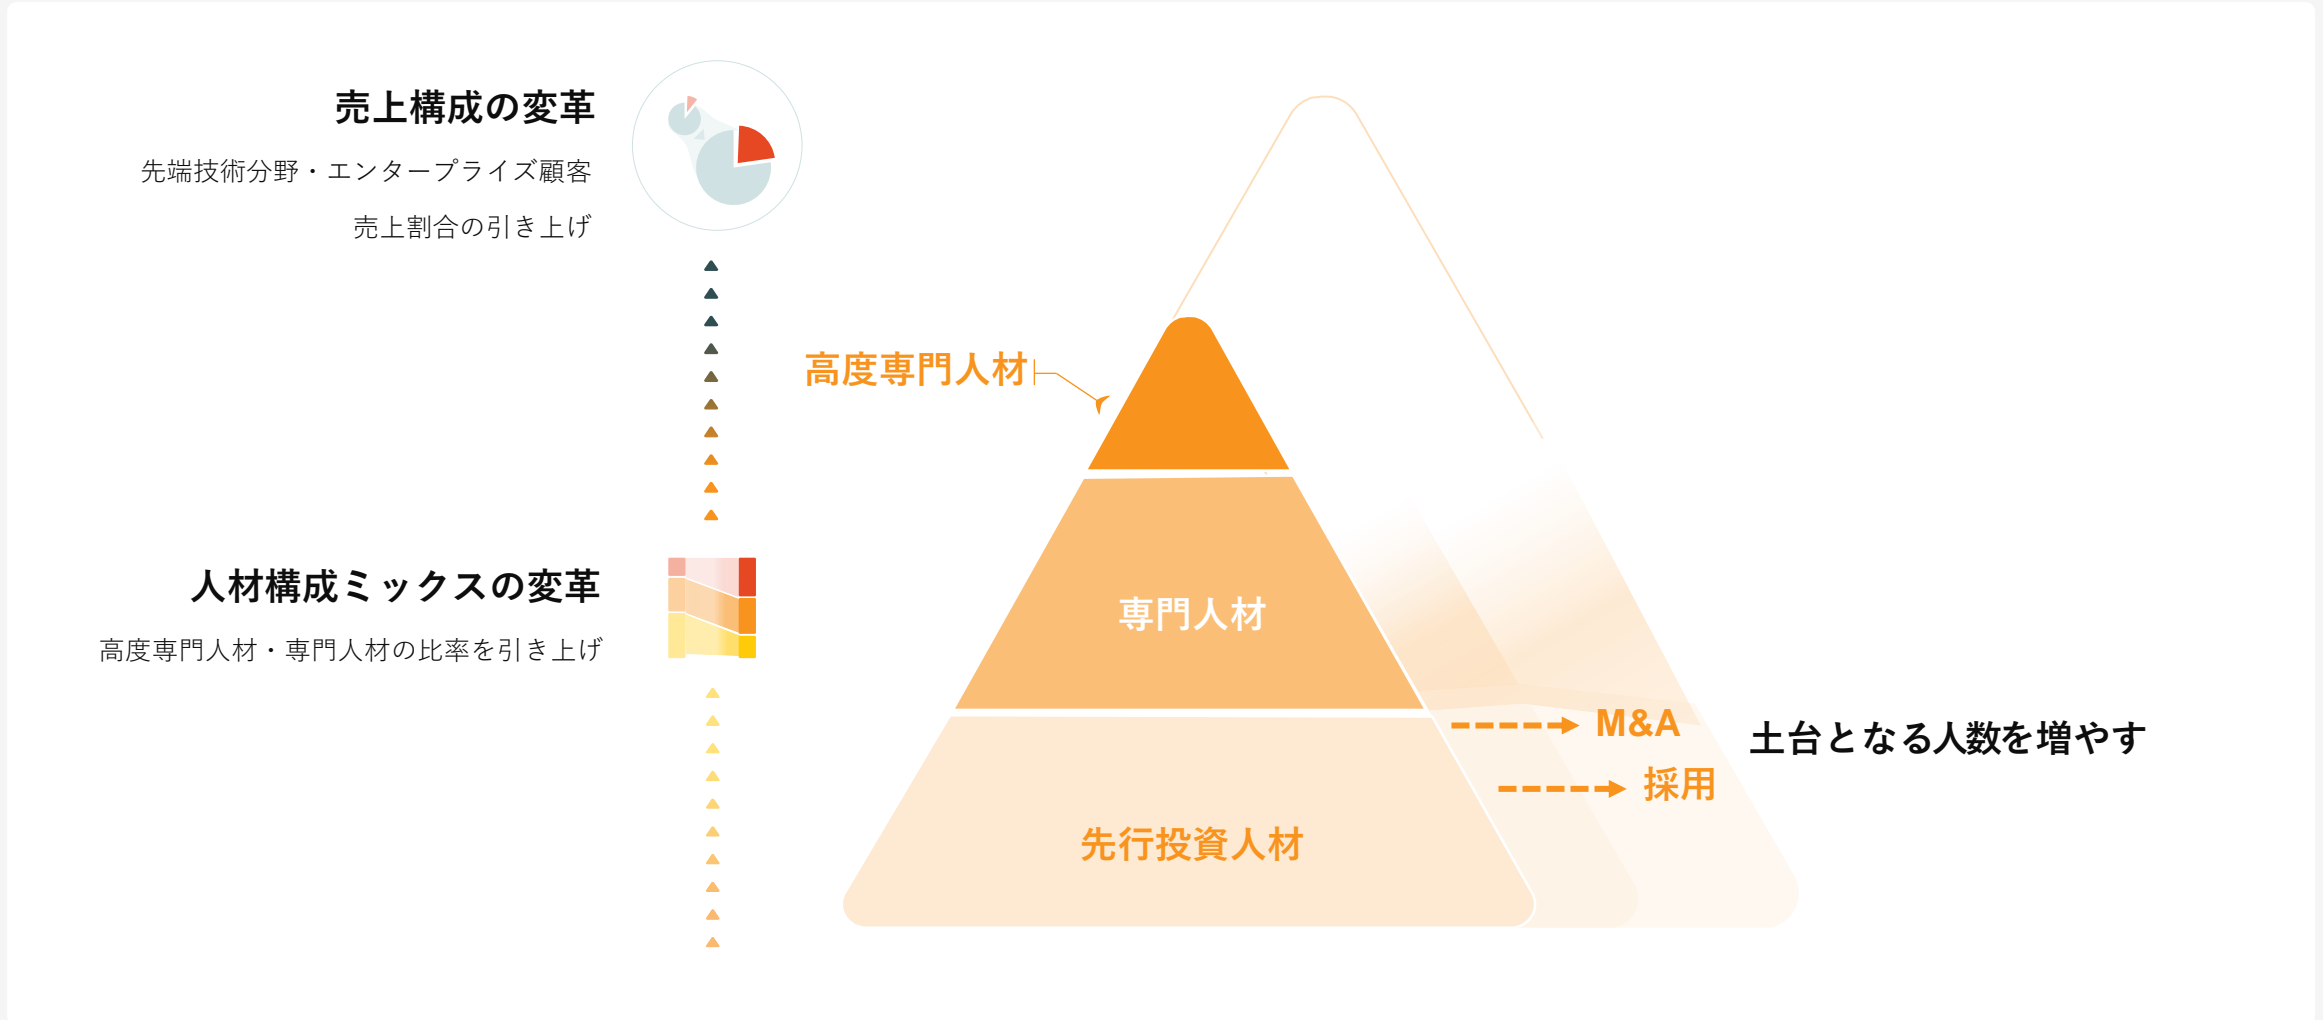 売上構成の変革
先端技術分野・エンタープライズ顧客
売上割合の引き上げ
高度専門人材
人材構成ミックスの変革
高度専門人材・専門人材の比率を引き上げ
専門人材
M&A
採用
土台となる人数を増やす
先行投資人材